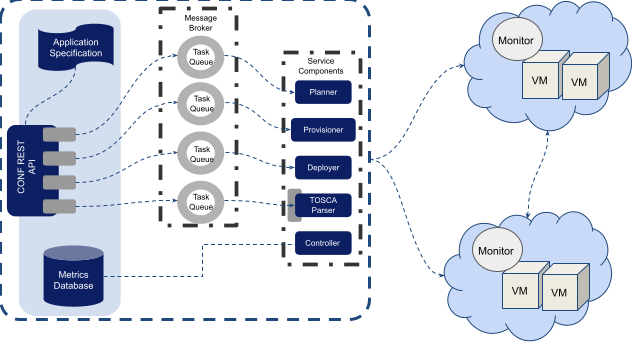 Application
Specification
CONF REST
API
Metrics
Database
Message
Broker
Task
Queue
Task
Queue
Task
Queue
Task
Queue
Service
Components
Planner
Provisioner
Deployer
TOSCA
Parser
Controller
Monitor
VM
VM
Monitor
VM
VM